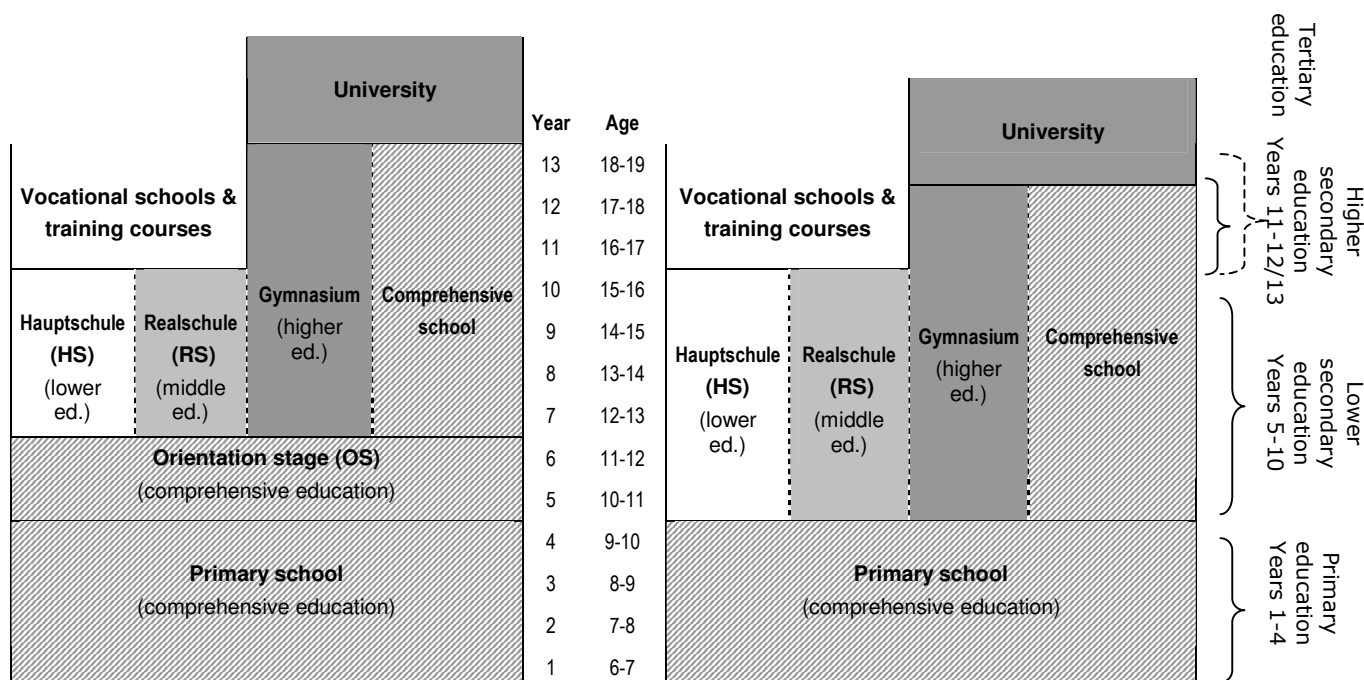 University
Vocational schools &
training courses
Hauptschule
(HS)
(lower
ed.)
Realschule
(RS)
(middle
ed.)
Gymnasium
(higher
ed.)
Comprehensive
school
Orientation stage (OS)
(comprehensive education)
Primary school
(comprehensive education)
Year Age
13 18-19
12 17-18
11 16-17
10 15-16
9 14-15
8 13-14
7 12-13
6 11-12
5 10-11
4 9-10
3 8-9
2 7-8
1 6-7
University
Vocational schools &
training courses
Hauptschule
(HS)
(lower
ed.)
Realschule
(RS)
(middle
ed.)
Gymnasium
(higher
ed.)
Comprehensive
school
Primary school
(comprehensive education)
Tertiary
education
Higher
secondary
education
Years 11-12/13
Lower
secondary
education
Years 5-10
Primary
education
Years 1-4